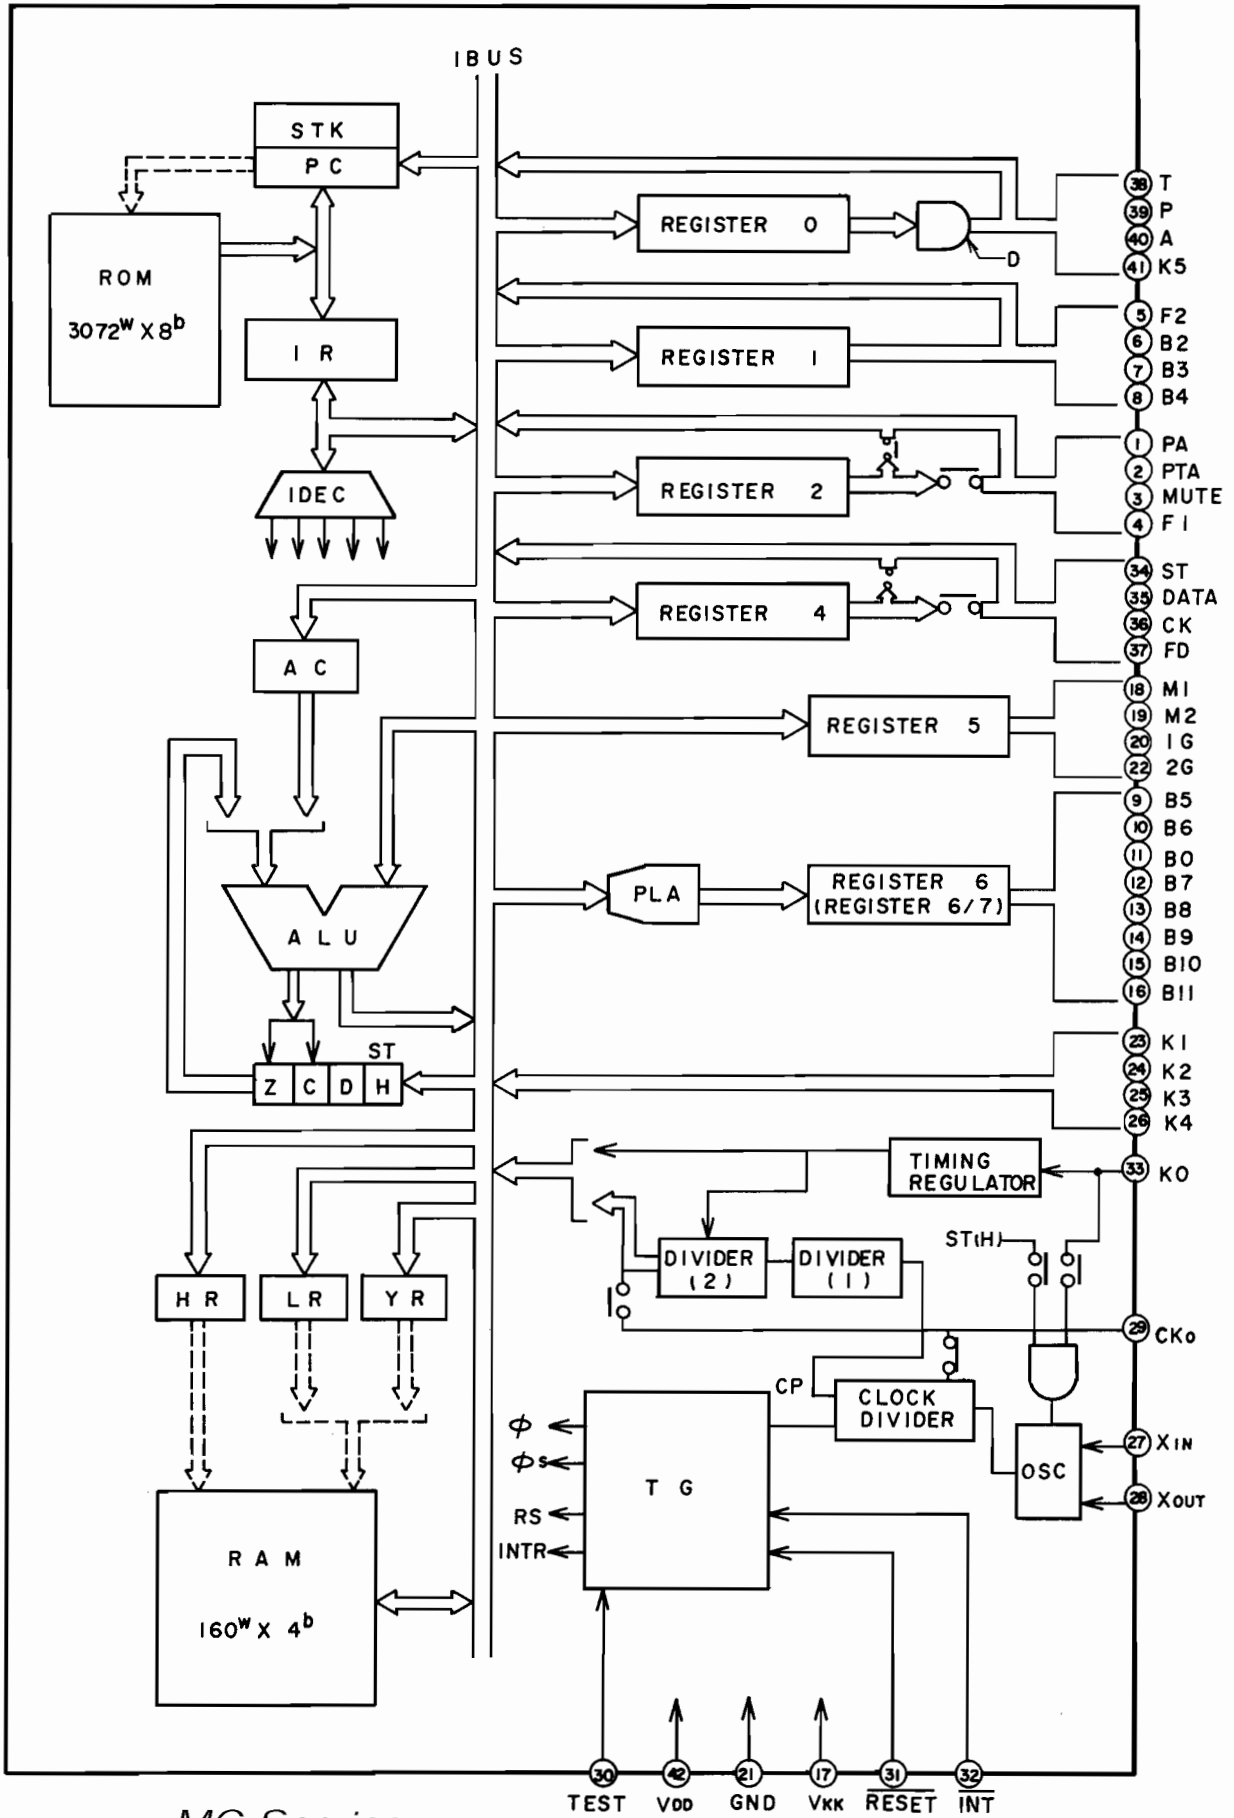 IBUS
STK
PC
ROM
3072ʷ X 8ᵇ
IR
IDEC
REGISTER 0
D
REGISTER 1
REGISTER 2
REGISTER 4
REGISTER 5
PLA
REGISTER 6
(REGISTER 6/7)
38 T
39 P
40 A
41 K5
5 F2
6 B2
7 B3
8 B4
1 PA
2 PTA
3 MUTE
4 F1
34 ST
35 DATA
36 CK
37 FD
18 M1
19 M2
20 1G
22 2G
9 B5
10 B6
11 B0
12 B7
13 B8
14 B9
15 B10
16 B11
23 K1
24 K2
25 K3
26 K4
33 KO
29 CKO
27 XIN
28 XOUT
AC
ALU
ST
Z C D H
HR
LR
YR
RAM
160ʷ X 4ᵇ
TIMING
REGULATOR
ST(H)
DIVIDER
(2)
DIVIDER
(1)
CP
CLOCK
DIVIDER
OSC
TG
ϕ
ϕs
RS
INTR
30
42
21
17
31
32
TEST
VDD
GND
VKK
R̅E̅S̅E̅T̅
I̅N̅T̅